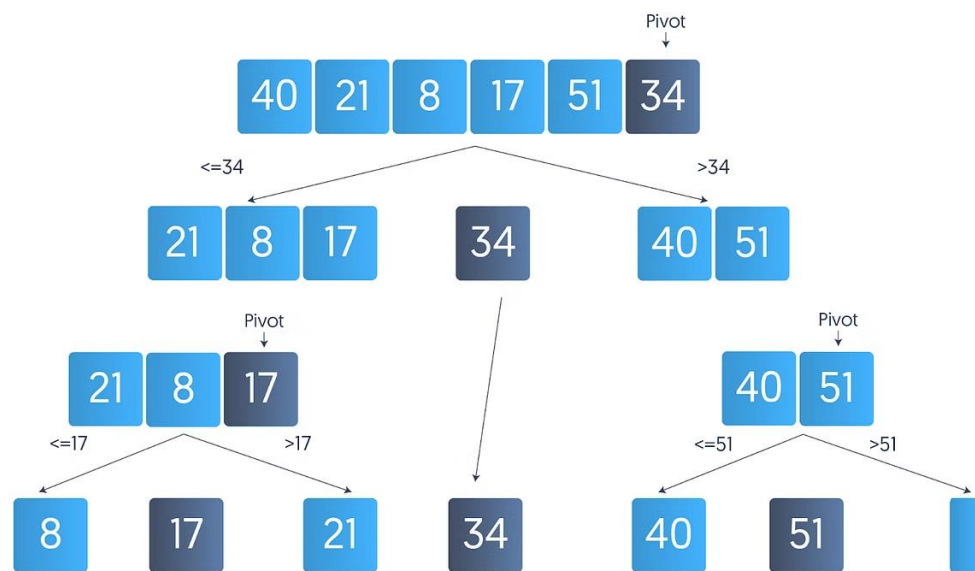 Pivot
40 21 8 17 51 34
<=34 >34
21 8 17 34 40 51
Pivot Pivot
21 8 17 40 51
<=17 >17 <=51 >51
8 17 21 34 40 51